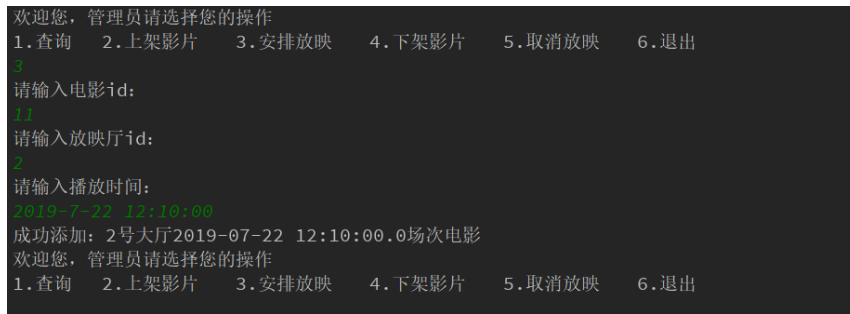 欢迎您，管理员请选择您的操作
1.查询 2.上架影片 3.安排放映 4.下架影片 5.取消放映 6.退出
3
请输入电影id：
11
请输入放映厅id：
2
请输入播放时间：
2019-7-22 12:10:00
成功添加：2号大厅2019-07-22 12:10:00.0场次电影
欢迎您，管理员请选择您的操作
1.查询 2.上架影片 3.安排放映 4.下架影片 5.取消放映 6.退出